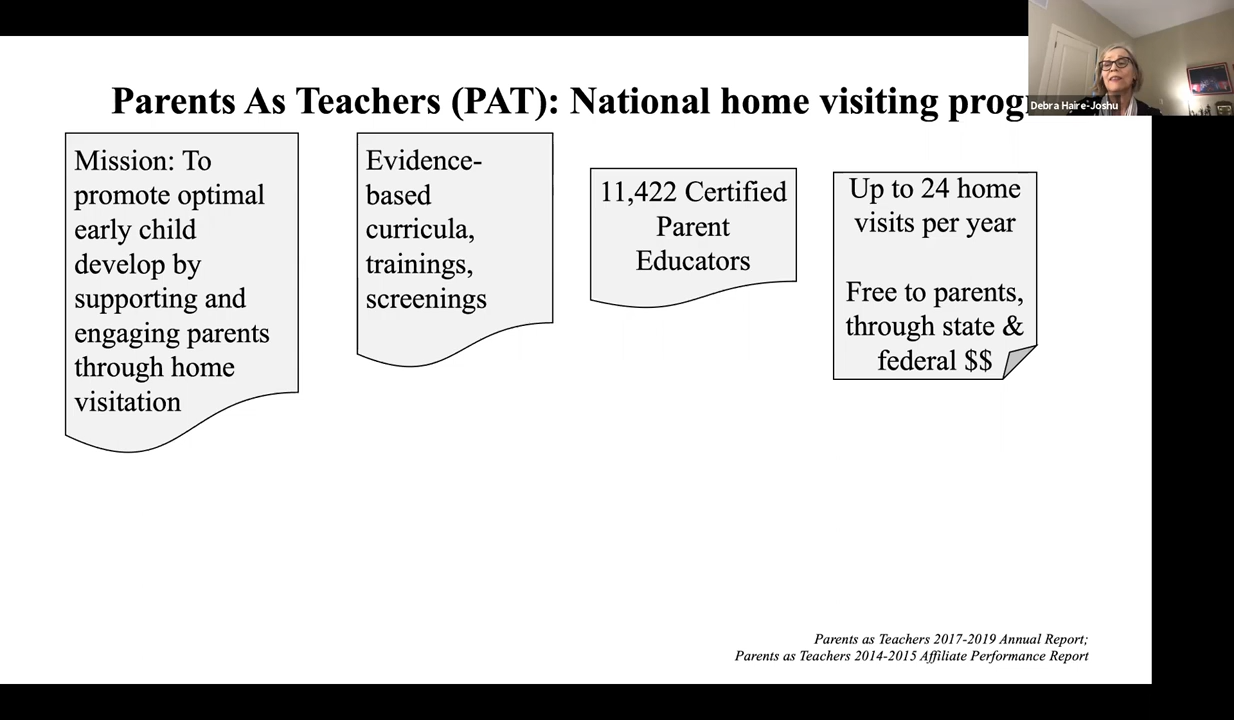 Parents As Teachers (PAT): National home visiting
Debra Haire-Joshu
Mission: To
promote optimal
early child
develop by
supporting and
engaging parents
through home
visitation
Evidence-
based
curricula,
trainings,
screenings
11,422 Certified
Parent
Educators
Up to 24 home
visits per year
Free to parents,
through state &
federal $$
Parents as Teachers 2017-2019 Annual Report;
Parents as Teachers 2014-2015 Affiliate Performance Report